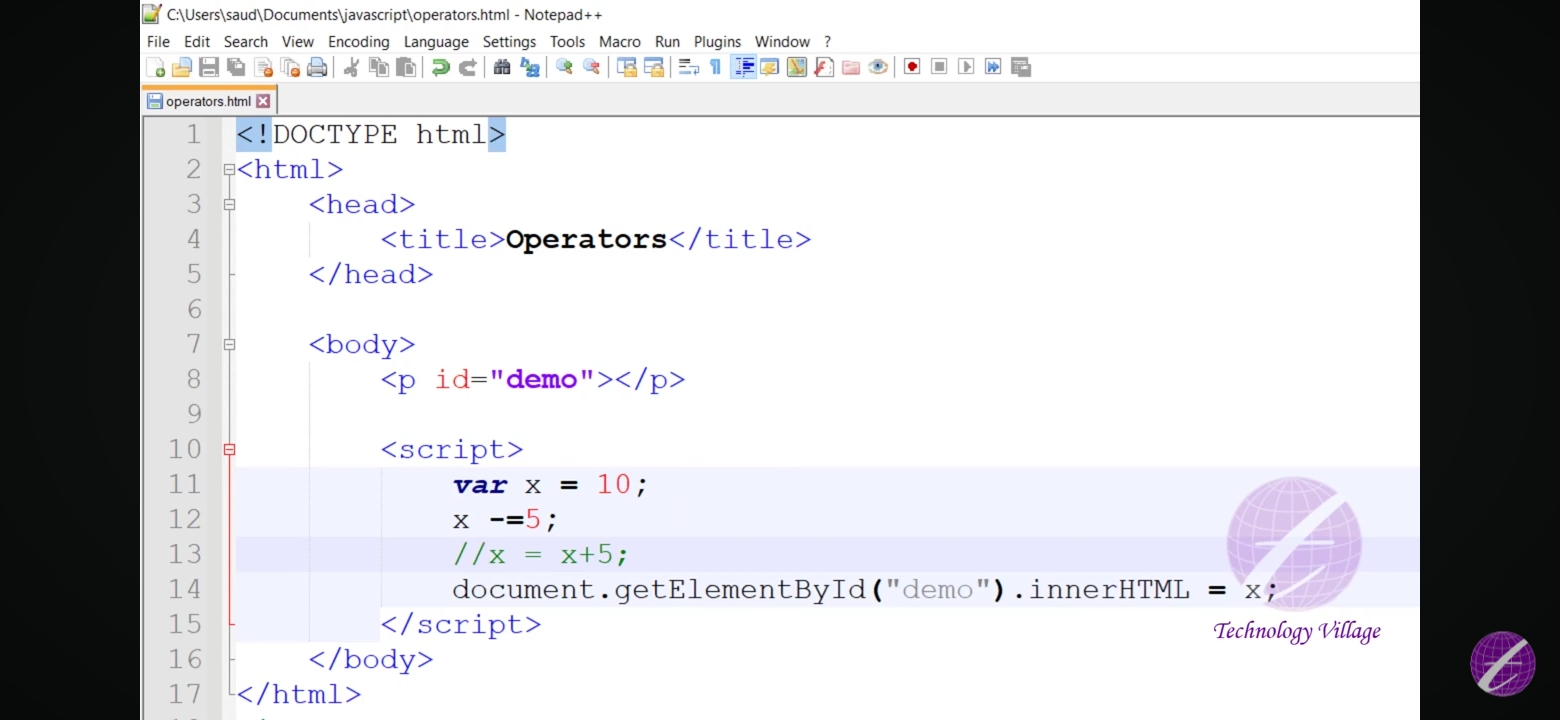 C:\Users\saud\Documents\javascript\operators.html - Notepad++
File Edit Search View Encoding Language Settings Tools Macro Run Plugins Window ?
operators.html
1 <!DOCTYPE html>
2 <html>
3 <head>
4 <title>Operators</title>
5 </head>
6
7 <body>
8 <p id="demo"></p>
9
10 <script>
11 var x = 10;
12 x -=5;
13 //x = x+5;
14 document.getElementById("demo").innerHTML = x;
15 </script>
Technology Village
16 </body>
17 </html>